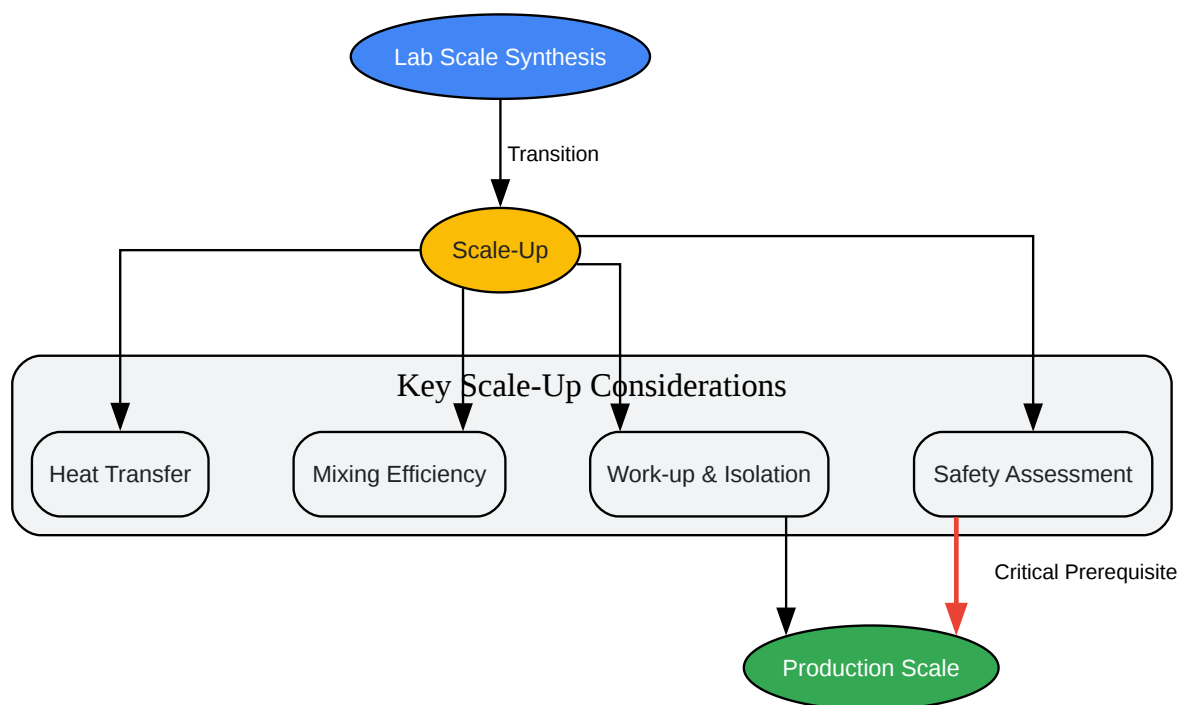 Lab Scale Synthesis
Transition
Scale-Up
Key Scale-Up Considerations
Heat Transfer
Mixing Efficiency
Work-up & Isolation
Safety Assessment
Critical Prerequisite
Production Scale